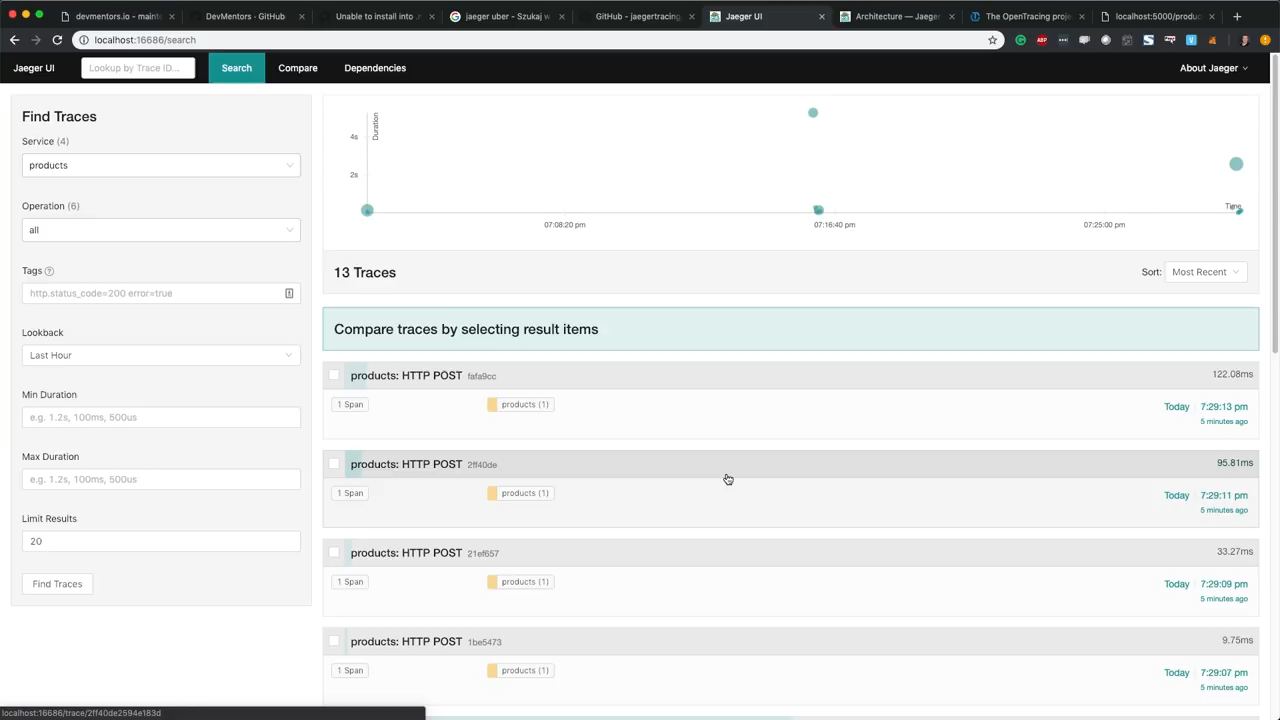 devmentors.io - mainte
DevMentors · GitHub
Unable to install into .n
jaeger uber - Szukaj w
GitHub - jaegertracing
Jaeger UI
Architecture — Jaeger
The OpenTracing proje
localhost:5000/produc
localhost:16686/search
Jaeger UI
Lookup by Trace ID...
Search
Compare
Dependencies
About Jaeger
Find Traces
Service (4)
products
Operation (6)
all
Tags
http.status_code=200 error=true
Lookback
Last Hour
Min Duration
e.g. 1.2s, 100ms, 500us
Max Duration
e.g. 1.2s, 100ms, 500us
Limit Results
20
Find Traces
Duration
4s
2s
Time
07:08:20 pm
07:16:40 pm
07:25:00 pm
13 Traces
Sort:
Most Recent
Compare traces by selecting result items
products: HTTP POST fafa9cc
122.08ms
1 Span
products (1)
Today
7:29:13 pm
5 minutes ago
products: HTTP POST 2ff40de
95.81ms
1 Span
products (1)
Today
7:29:11 pm
5 minutes ago
products: HTTP POST 21ef657
33.27ms
1 Span
products (1)
Today
7:29:09 pm
5 minutes ago
products: HTTP POST 1be5473
9.75ms
1 Span
products (1)
Today
7:29:07 pm
5 minutes ago
localhost:16686/trace/2ff40de2594e183d